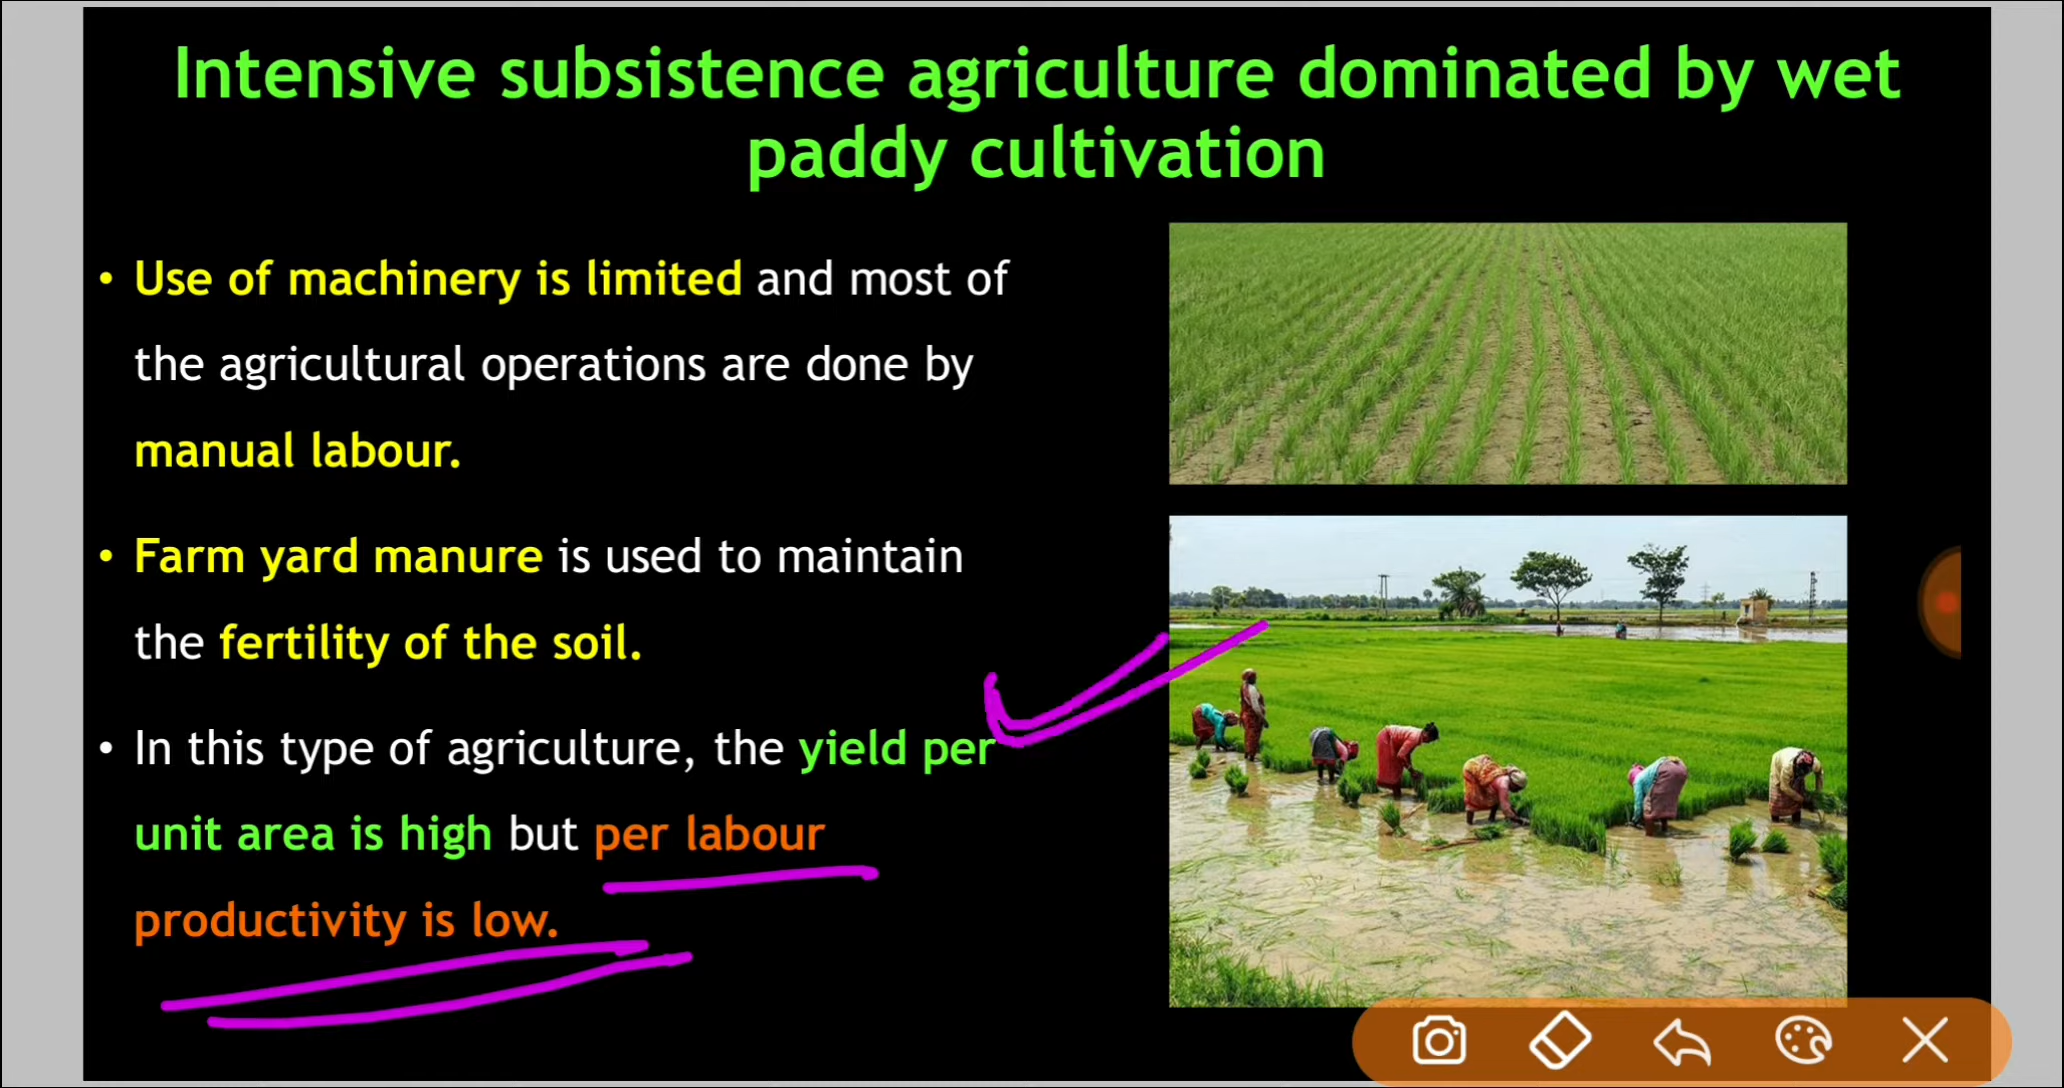 Intensive subsistence agriculture dominated by wet
paddy cultivation
• Use of machinery is limited and most of
the agricultural operations are done by
manual labour.
• Farm yard manure is used to maintain
the fertility of the soil.
• In this type of agriculture, the yield per
unit area is high but per labour
productivity is low.